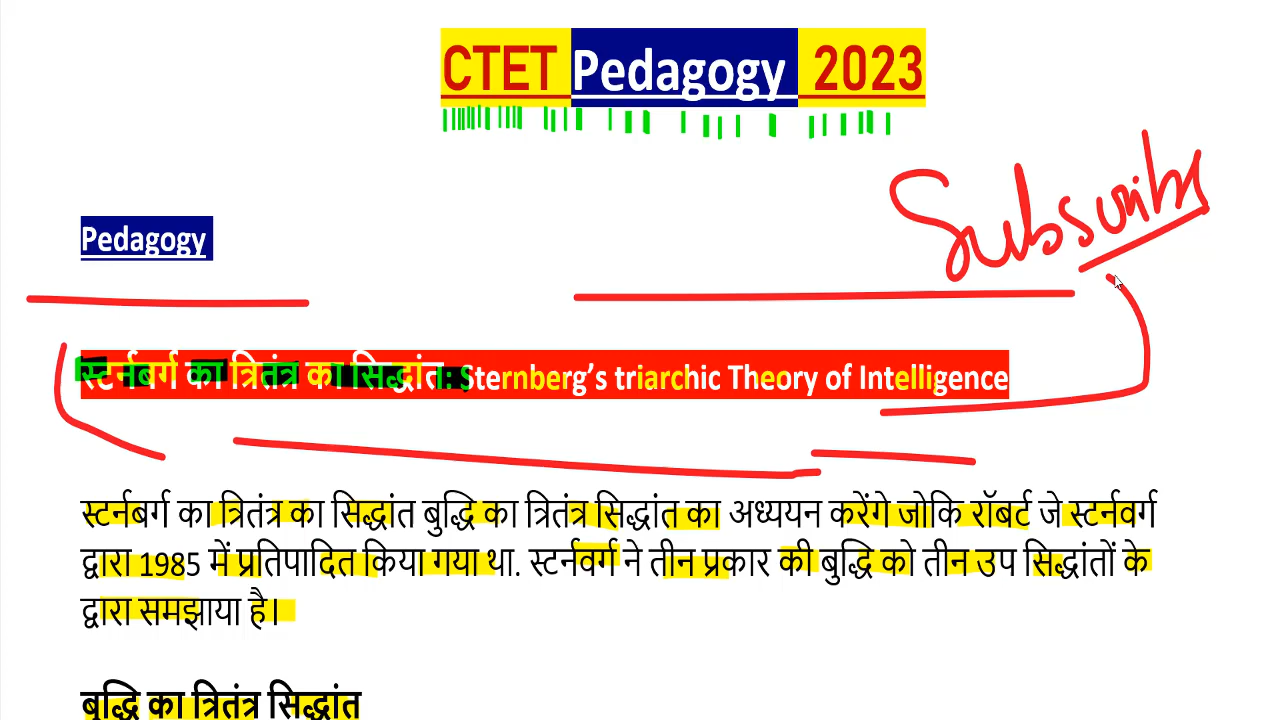 CTET Pedagogy 2023
Subscribe
Pedagogy
स्टर्नबर्ग का त्रितंत्र का सिद्धांत: Sternberg’s triarchic Theory of Intelligence
स्टर्नबर्ग का त्रितंत्र का सिद्धांत बुद्धि का त्रितंत्र सिद्धांत का अध्ययन करेंगे जोकि रॉबर्ट जे स्टर्नवर्ग
द्वारा 1985 में प्रतिपादित किया गया था. स्टर्नवर्ग ने तीन प्रकार की बुद्धि को तीन उप सिद्धांतों के
द्वारा समझाया है।
बुद्धि का त्रितंत्र सिद्धांत